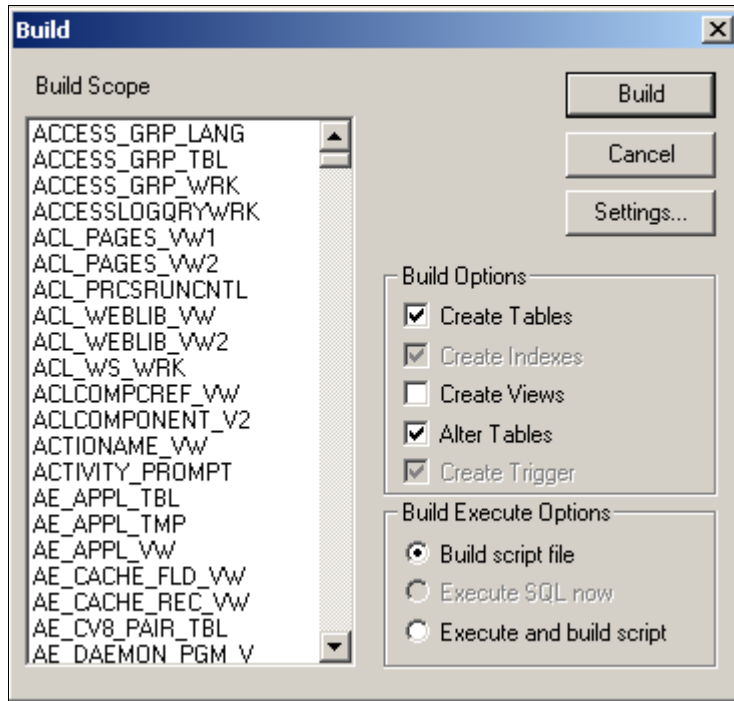 Build
Build Scope
ACCESS_GRP_LANG
ACCESS_GRP_TBL
ACCESS_GRP_WRK
ACCESSLOGQRYWRK
ACL_PAGES_VW1
ACL_PAGES_VW2
ACL_PRCSRUNCNTL
ACL_WEBLIB_VW
ACL_WEBLIB_VW2
ACL_WS_WRK
ACLCOMPCREF_VW
ACLCOMPONENT_V2
ACTIONAME_VW
ACTIVITY_PROMPT
AE_APPL_TBL
AE_APPL_TMP
AE_APPL_VW
AE_CACHE_FLD_VW
AE_CACHE_REC_VW
AE_CV8_PAIR_TBL
AE_DAEMON_PGM_V
Build
Cancel
Settings...
Build Options
Create Tables
Create Indexes
Create Views
Alter Tables
Create Trigger
Build Execute Options
Build script file
Execute SQL now
Execute and build script